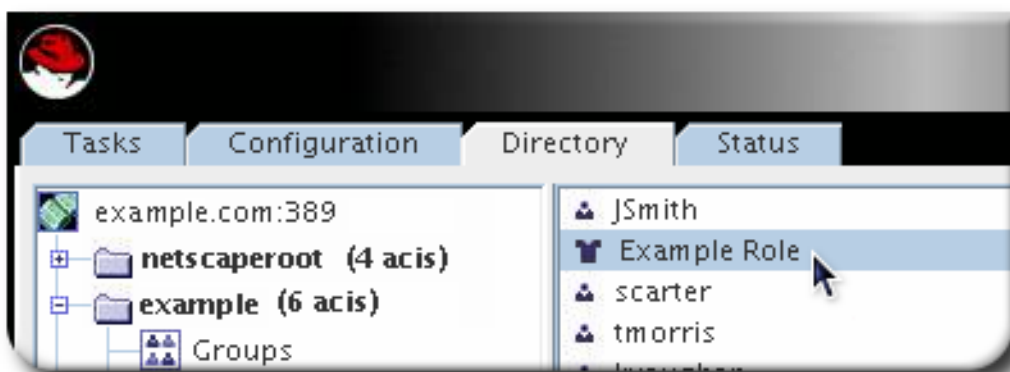 Tasks
Configuration
Directory
Status
example.com:389
netscaperoot (4 acis)
example (6 acis)
Groups
JSmith
Example Role
scarter
tmorris